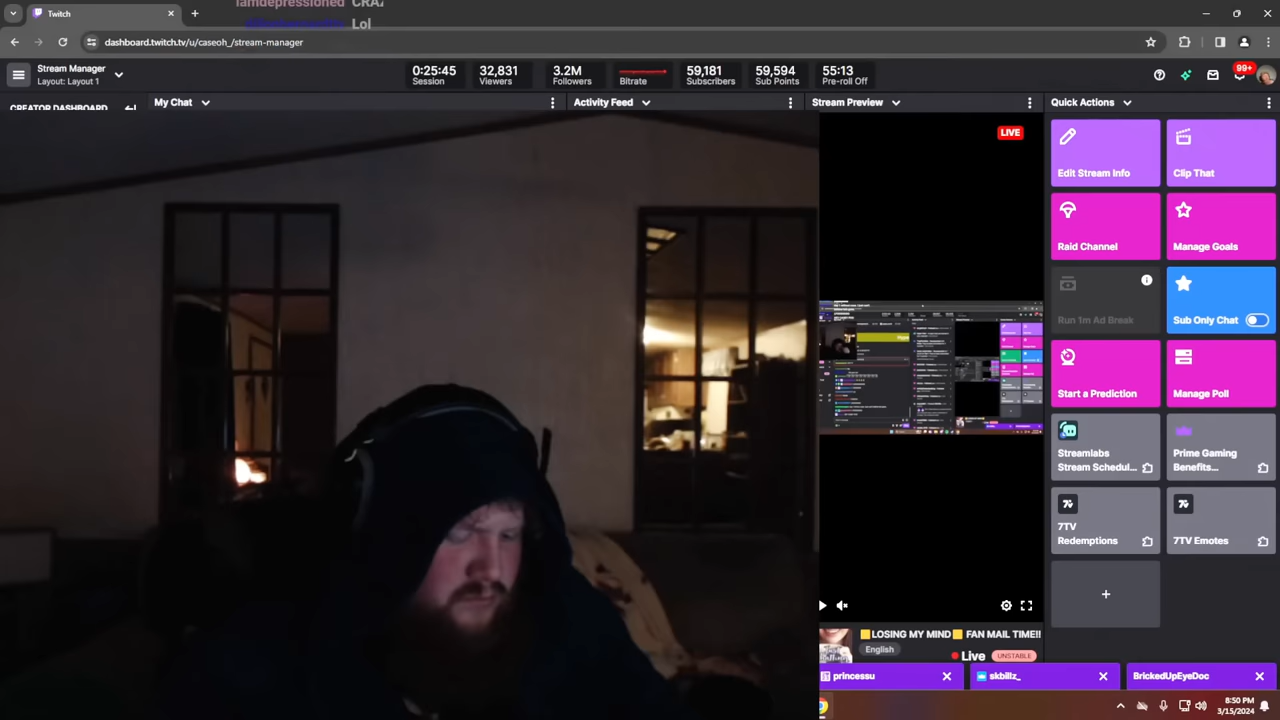 Twitch
iamdepressioned CRAZ
Lol
dashboard.twitch.tv/u/caseoh_/stream-manager
Stream Manager
Layout: Layout 1
0:25:45
Session
32,831
Viewers
3.2M
Followers
Bitrate
59,181
Subscribers
59,594
Sub Points
55:13
Pre-roll Off
99+
CREATOR DASHBOARD
My Chat
Activity Feed
Stream Preview
Quick Actions
LIVE
Edit Stream Info
Clip That
Raid Channel
Manage Goals
Run 1m Ad Break
Sub Only Chat
Start a Prediction
Manage Poll
Streamlabs
Stream Schedul...
Prime Gaming
Benefits...
7TV
Redemptions
7TV Emotes
LOSING MY MIND FAN MAIL TIME!!
English
Live
UNSTABLE
princessu
skbillz_
BrickedUpEyeDoc
8:50 PM
3/15/2024